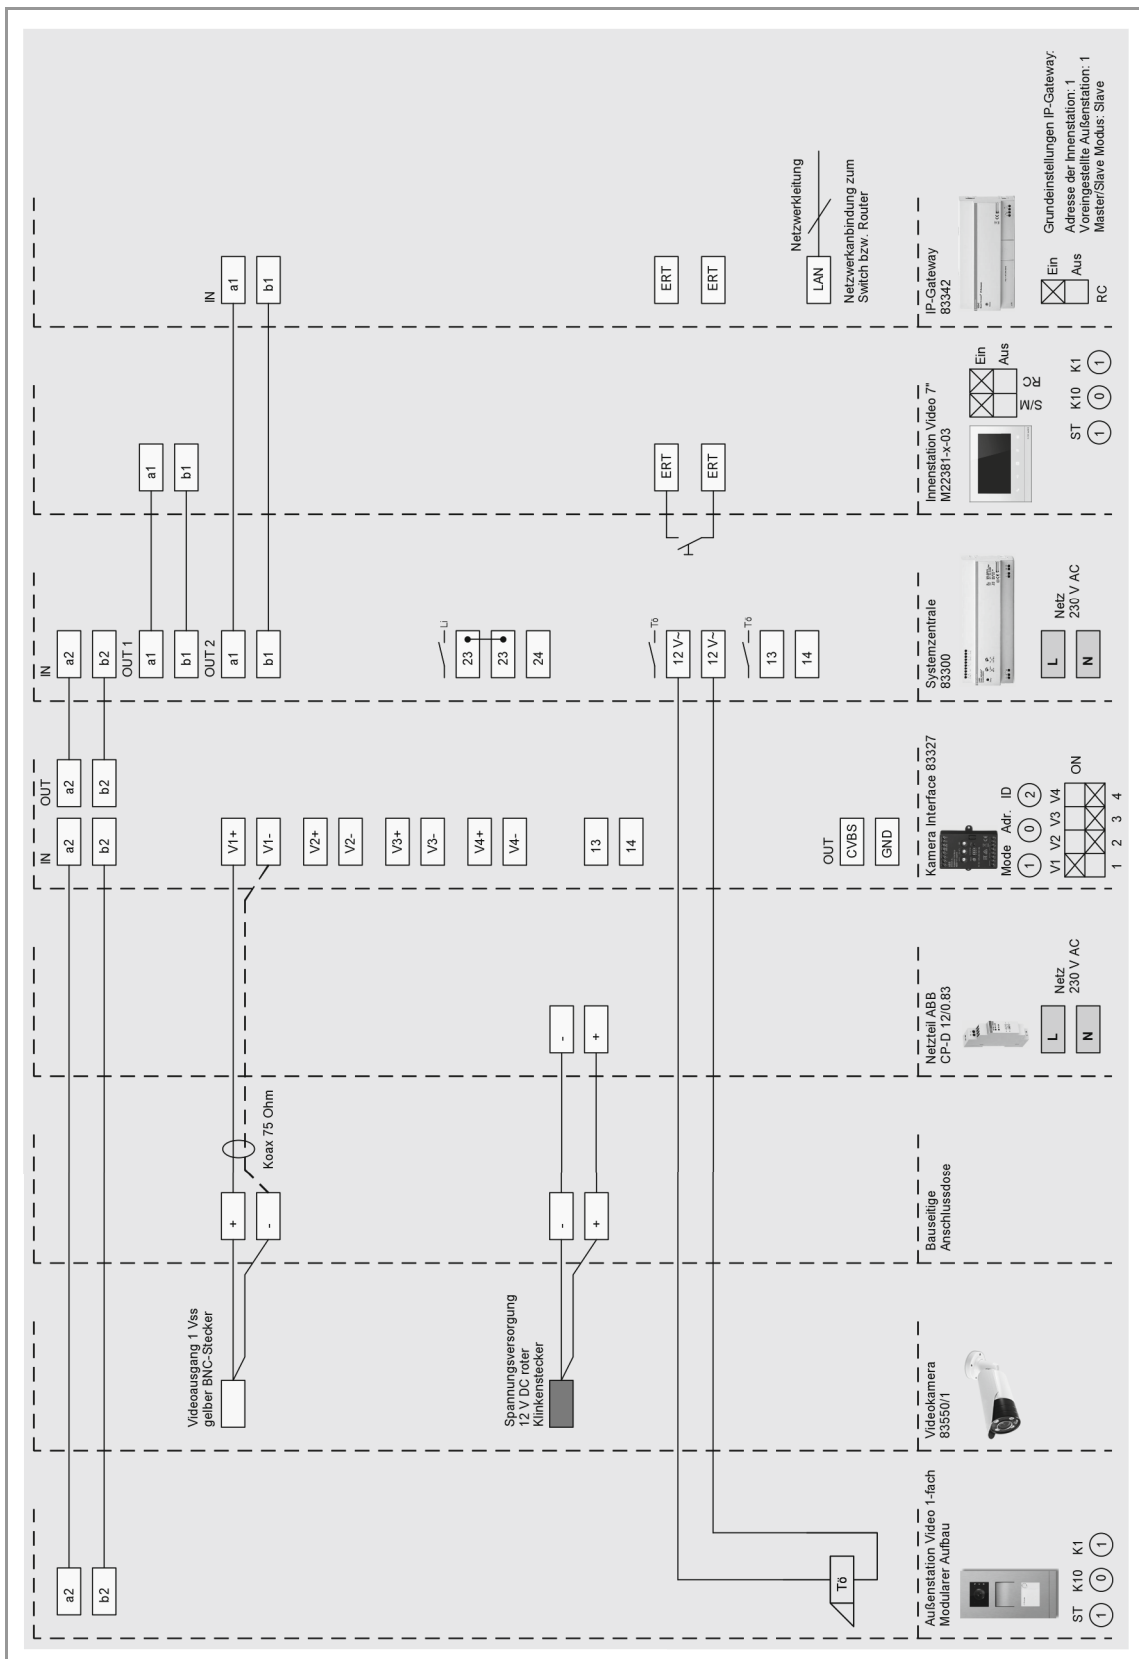 a2
b2
Tö
Außenstation Video 1-fach
Modularer Aufbau
ST K10 K1
1 0 1
Videoausgang 1 Vss
gelber BNC-Stecker
Spannungsversorgung
12 V DC roter
Klinkenstecker
Videokamera
83550/1
+
-
Koax 75 Ohm
-
+
Bauseitige
Anschlussdose
-
+
Netzteil ABB
CP-D 12/0.83
L
N
Netz
230 V AC
IN OUT
a2 a2
b2 b2
V1+
V1-
V2+
V2-
V3+
V3-
V4+
V4-
13
14
OUT
CVBS
GND
Kamera Interface 83327
Mode Adr. ID
1 0 2
V1 V2 V3 V4
ON
1 2 3 4
IN
a2
b2
OUT 1
a1
b1
OUT 2
a1
b1
Li
23
23
24
Tö
12 V~
12 V~
Tö
13
14
Systemzentrale
83300
L
N
Netz
230 V AC
a1
b1
ERT
ERT
Innenstation Video 7"
M22381-x-03
Ein
Aus
S/M
RC
ST K10 K1
1 0 1
IN
a1
b1
ERT
ERT
LAN
Netzwerkleitung
Netzwerkanbindung zum
Switch bzw. Router
IP-Gateway
83342
Ein
Aus
RC
Grundeinstellungen IP-Gateway:
Adresse der Innenstation: 1
Voreingestellte Außenstation: 1
Master/Slave Modus: Slave